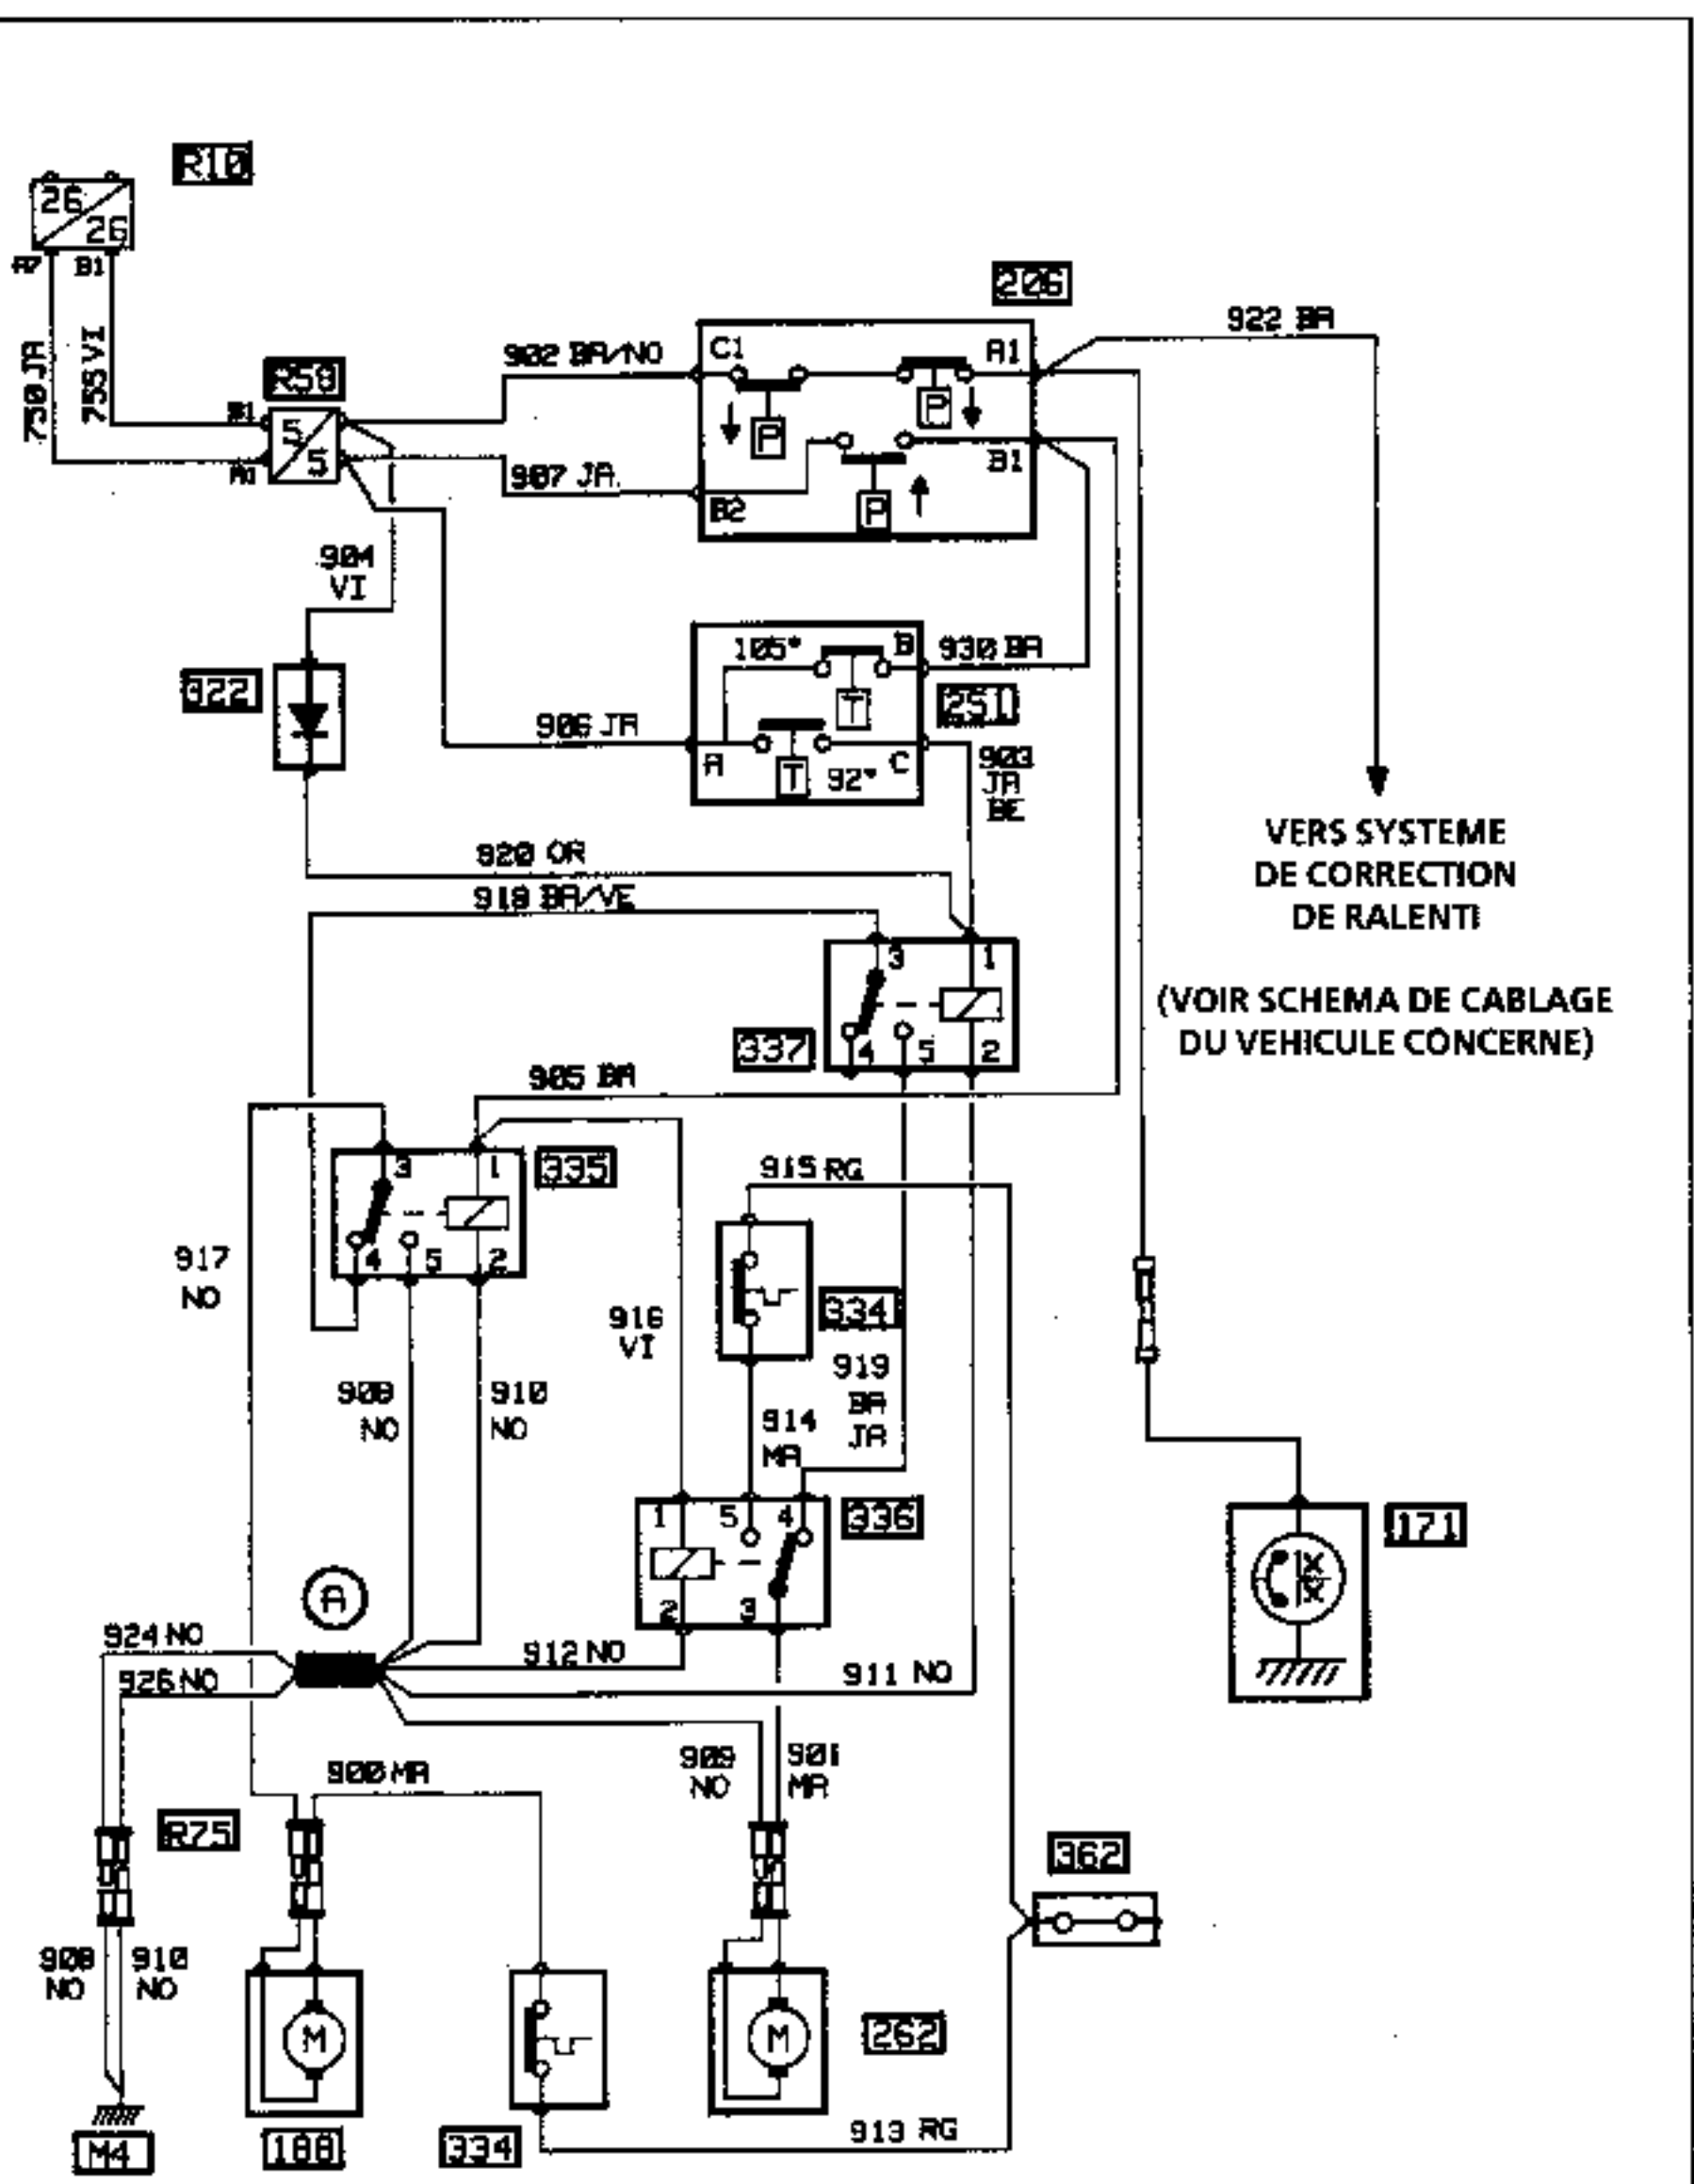 R10
26
26
A7 B1
750 JA
755 VI
R50
B1
5
5
A1
902 BA/NO
907 JA
206
C1 A1
P
P
B1
B2
P
922 BA
904
VI
322
105°
B
930 BA
T
251
906 JA
A
T
92°
C
903
JA
BE
VERS SYSTEME
DE CORRECTION
DE RALENTI
(VOIR SCHEMA DE CABLAGE
DU VEHICULE CONCERNE)
920 OR
918 BA/VE
3 1
337
4 5 2
905 BA
3 1
335
4 5 2
917
NO
915 RG
334
916
VI
919
BA
JA
908
NO
910
NO
914
MA
1 5 4
336
2 3
171
A
924 NO
926 NO
912 NO
911 NO
900 MA
909
NO
901
MA
R75
362
908
NO
910
NO
M
M
262
913 RG
M4
188
334